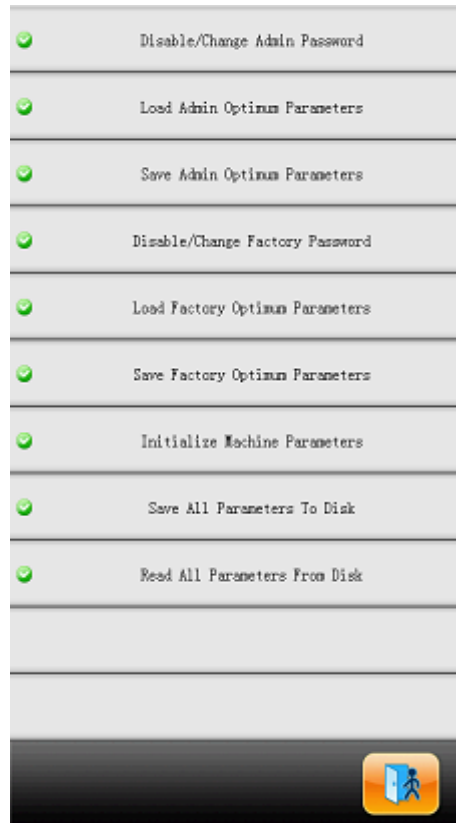 Disable/Change Admin Password
Load Admin Optimum Parameters
Save Admin Optimum Parameters
Disable/Change Factory Password
Load Factory Optimum Parameters
Save Factory Optimum Parameters
Initialize Machine Parameters
Save All Parameters To Disk
Read All Parameters From Disk